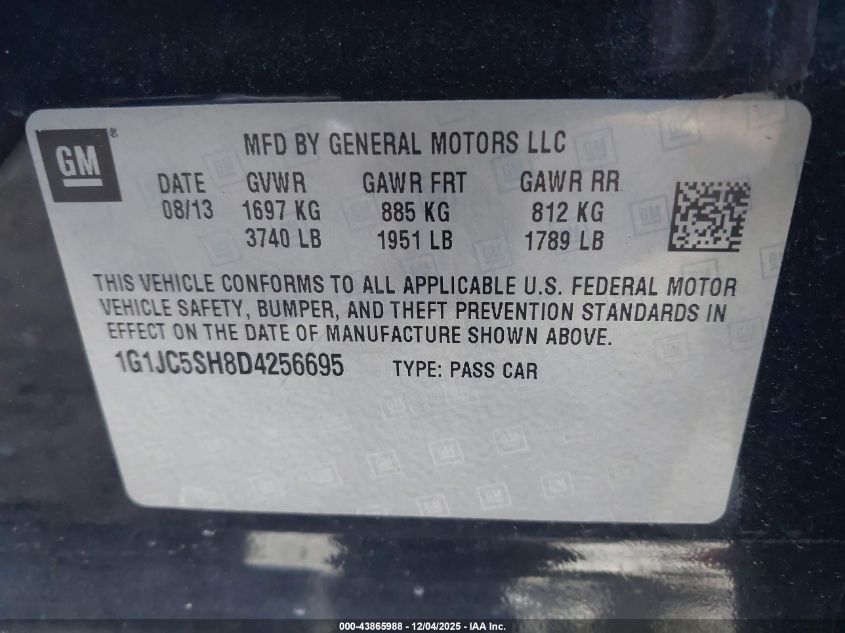 GM ®
MFD BY GENERAL MOTORS LLC
DATE GVWR GAWR FRT GAWR RR
08/13 1697 KG 885 KG 812 KG
3740 LB 1951 LB 1789 LB
THIS VEHICLE CONFORMS TO ALL APPLICABLE U.S. FEDERAL MOTOR
VEHICLE SAFETY, BUMPER, AND THEFT PREVENTION STANDARDS IN
EFFECT ON THE DATE OF MANUFACTURE SHOWN ABOVE.
1G1JC5SH8D4256695 TYPE: PASS CAR
000-43865988 - 12/04/2025 - IAA Inc.